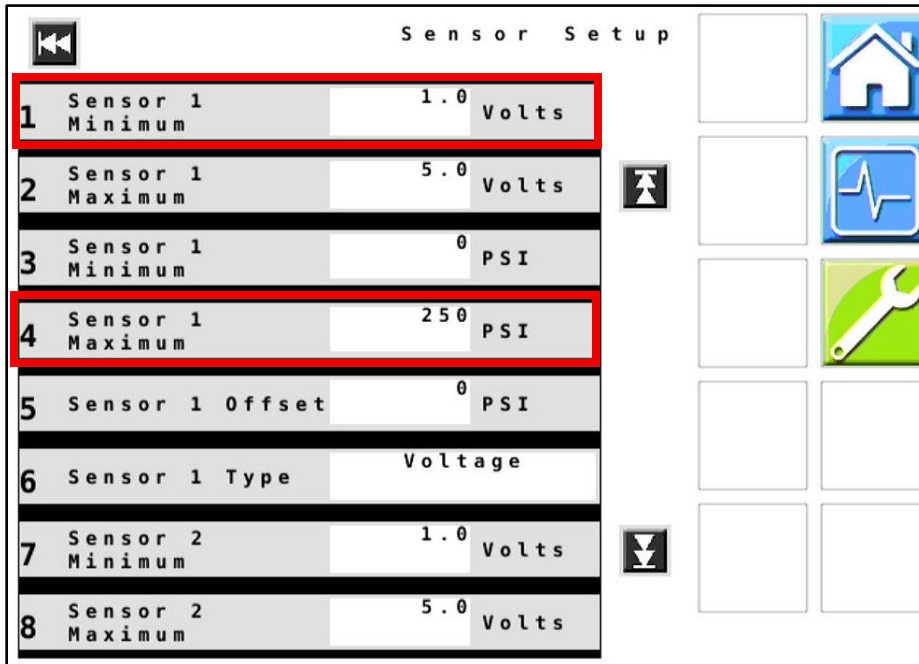 Sensor Setup
1 Sensor 1 Minimum 1.0 Volts
2 Sensor 1 Maximum 5.0 Volts
3 Sensor 1 Minimum 0 PSI
4 Sensor 1 Maximum 250 PSI
5 Sensor 1 Offset 0 PSI
6 Sensor 1 Type Voltage
7 Sensor 2 Minimum 1.0 Volts
8 Sensor 2 Maximum 5.0 Volts